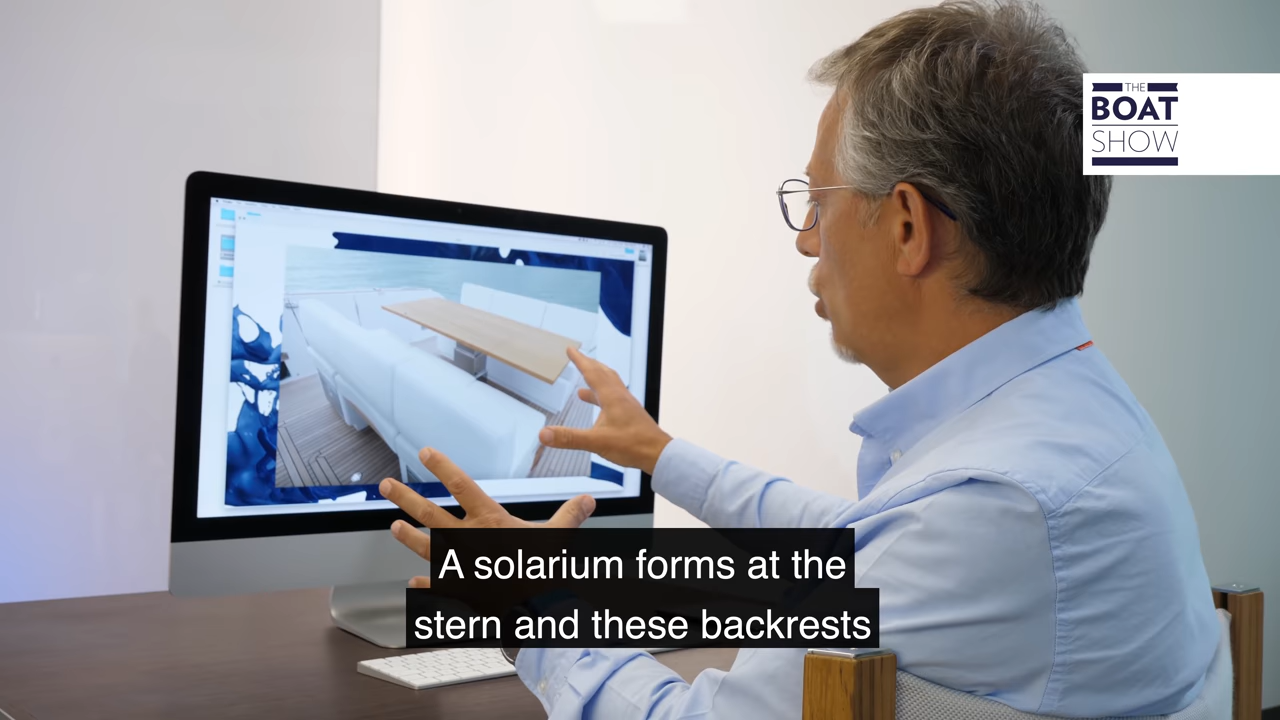 THE
BOAT
SHOW
A solarium forms at the
stern and these backrests